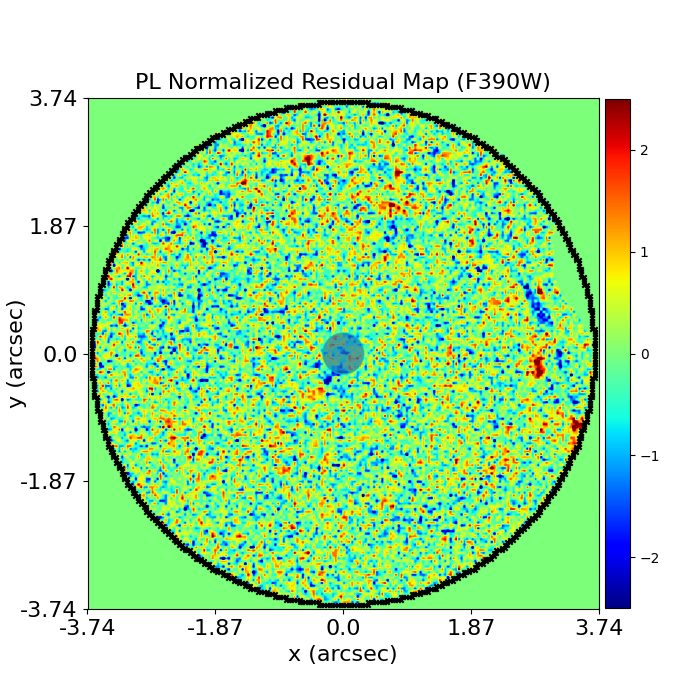 PL Normalized Residual Map (F390W)
3.74
1.87
0.0
-1.87
-3.74
y (arcsec)
-3.74 -1.87 0.0 1.87 3.74
x (arcsec)
2
1
0
−1
−2